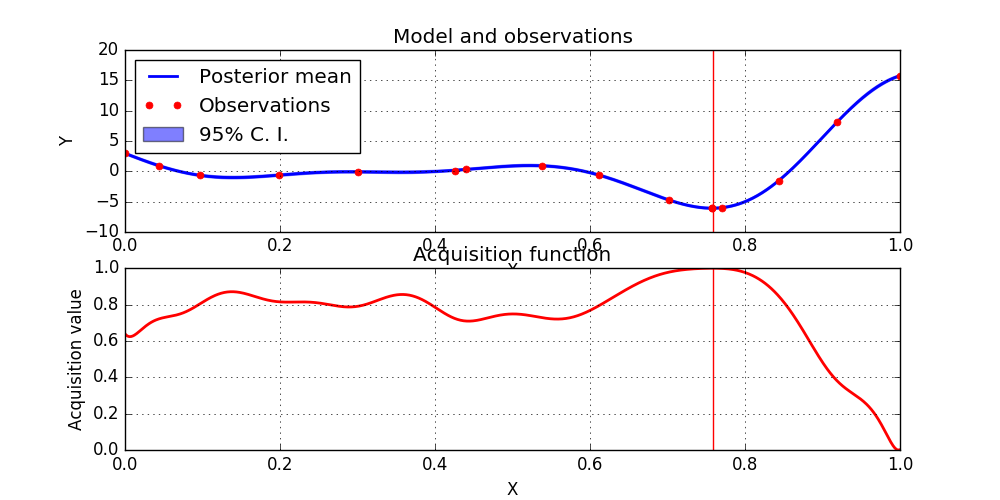 Model and observations
20
15
10
5
0
−5
−10
Y
Posterior mean
Observations
95% C. I.
0.0 0.2 0.4 0.6 0.8 1.0
X
Acquisition function
1.0
0.8
0.6
0.4
0.2
0.0
Acquisition value
0.0 0.2 0.4 0.6 0.8 1.0
X